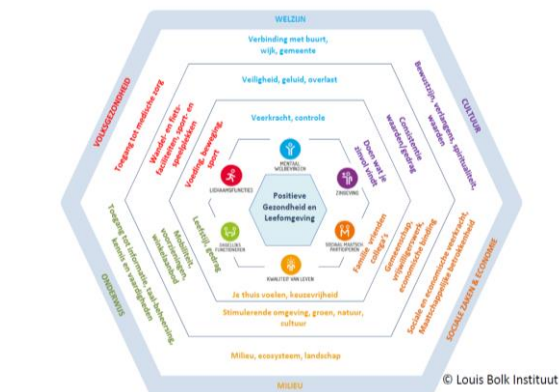 WELZIJN
Verbinding met buurt,
wijk, gemeente
Veiligheid, geluid, overlast
Veerkracht, controle
MENTAAL
WELBEVINDEN
VOLKSGEZONDHEID
Toegang tot medische zorg
Wandel- en fiets-
faciliteiten, sport- en
speelplekken
Voeding, beweging,
sport
LICHAAMSFUNCTIES
CULTUUR
Bewustzijn, verlangens, spiritualiteit,
waarden
Consistentie
waarden/gedrag
Doen wat je
zinvol vindt
ZINGEVING
Positieve
Gezondheid en
Leefomgeving
ONDERWIJS
Toegang tot informatie, taal-beheersing,
kennis en vaardigheden
Mobiliteit,
voorzieningen,
winkelaanbod
Leefstijl, gedrag
DAGELIJKS
FUNCTIONEREN
SOCIAAL MAATSCH.
PARTICIPEREN
Familie, vrienden
collega's
Gemeenschap,
vrijwilligerswerk,
economische binding
Sociale en economische veerkracht,
Maatschappelijke betrokkenheid
SOCIALE ZAKEN & ECONOMIE
KWALITEIT VAN LEVEN
Je thuis voelen, keuzevrijheid
Stimulerende omgeving, groen, natuur,
cultuur
Milieu, ecosysteem, landschap
MILIEU
© Louis Bolk Instituut